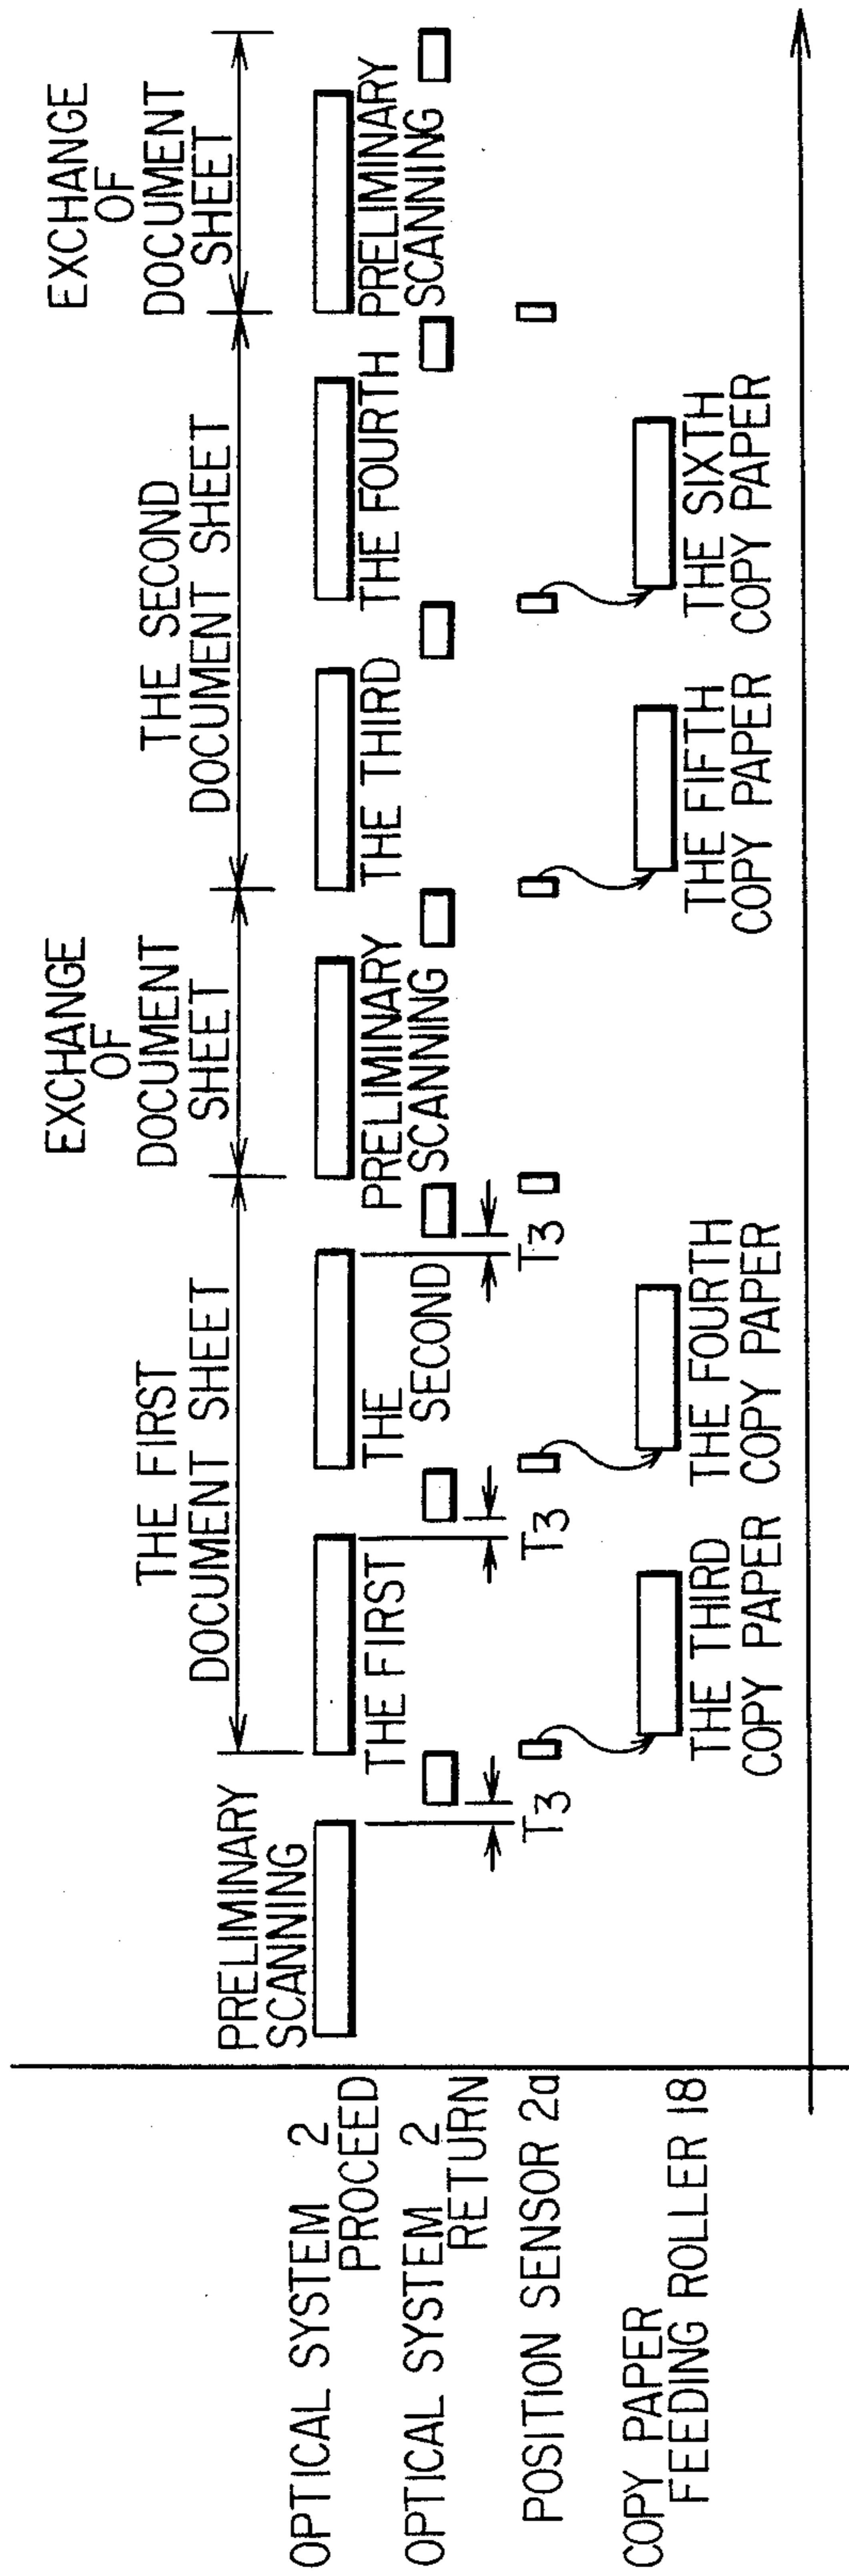 EXCHANGE
OF
DOCUMENT
SHEET
EXCHANGE
OF
DOCUMENT
SHEET
THE FIRST
DOCUMENT SHEET
THE SECOND
DOCUMENT SHEET
PRELIMINARY
SCANNING
OPTICAL SYSTEM 2
PROCEED
THE FIRST
THE
SECOND
PRELIMINARY
SCANNING
THE THIRD
THE FOURTH
PRELIMINARY
SCANNING
OPTICAL SYSTEM 2
RETURN
T3
T3
T3
POSITION SENSOR 2a
COPY PAPER
FEEDING ROLLER 18
THE THIRD
COPY PAPER
THE FOURTH
COPY PAPER
THE FIFTH
COPY PAPER
THE SIXTH
COPY PAPER